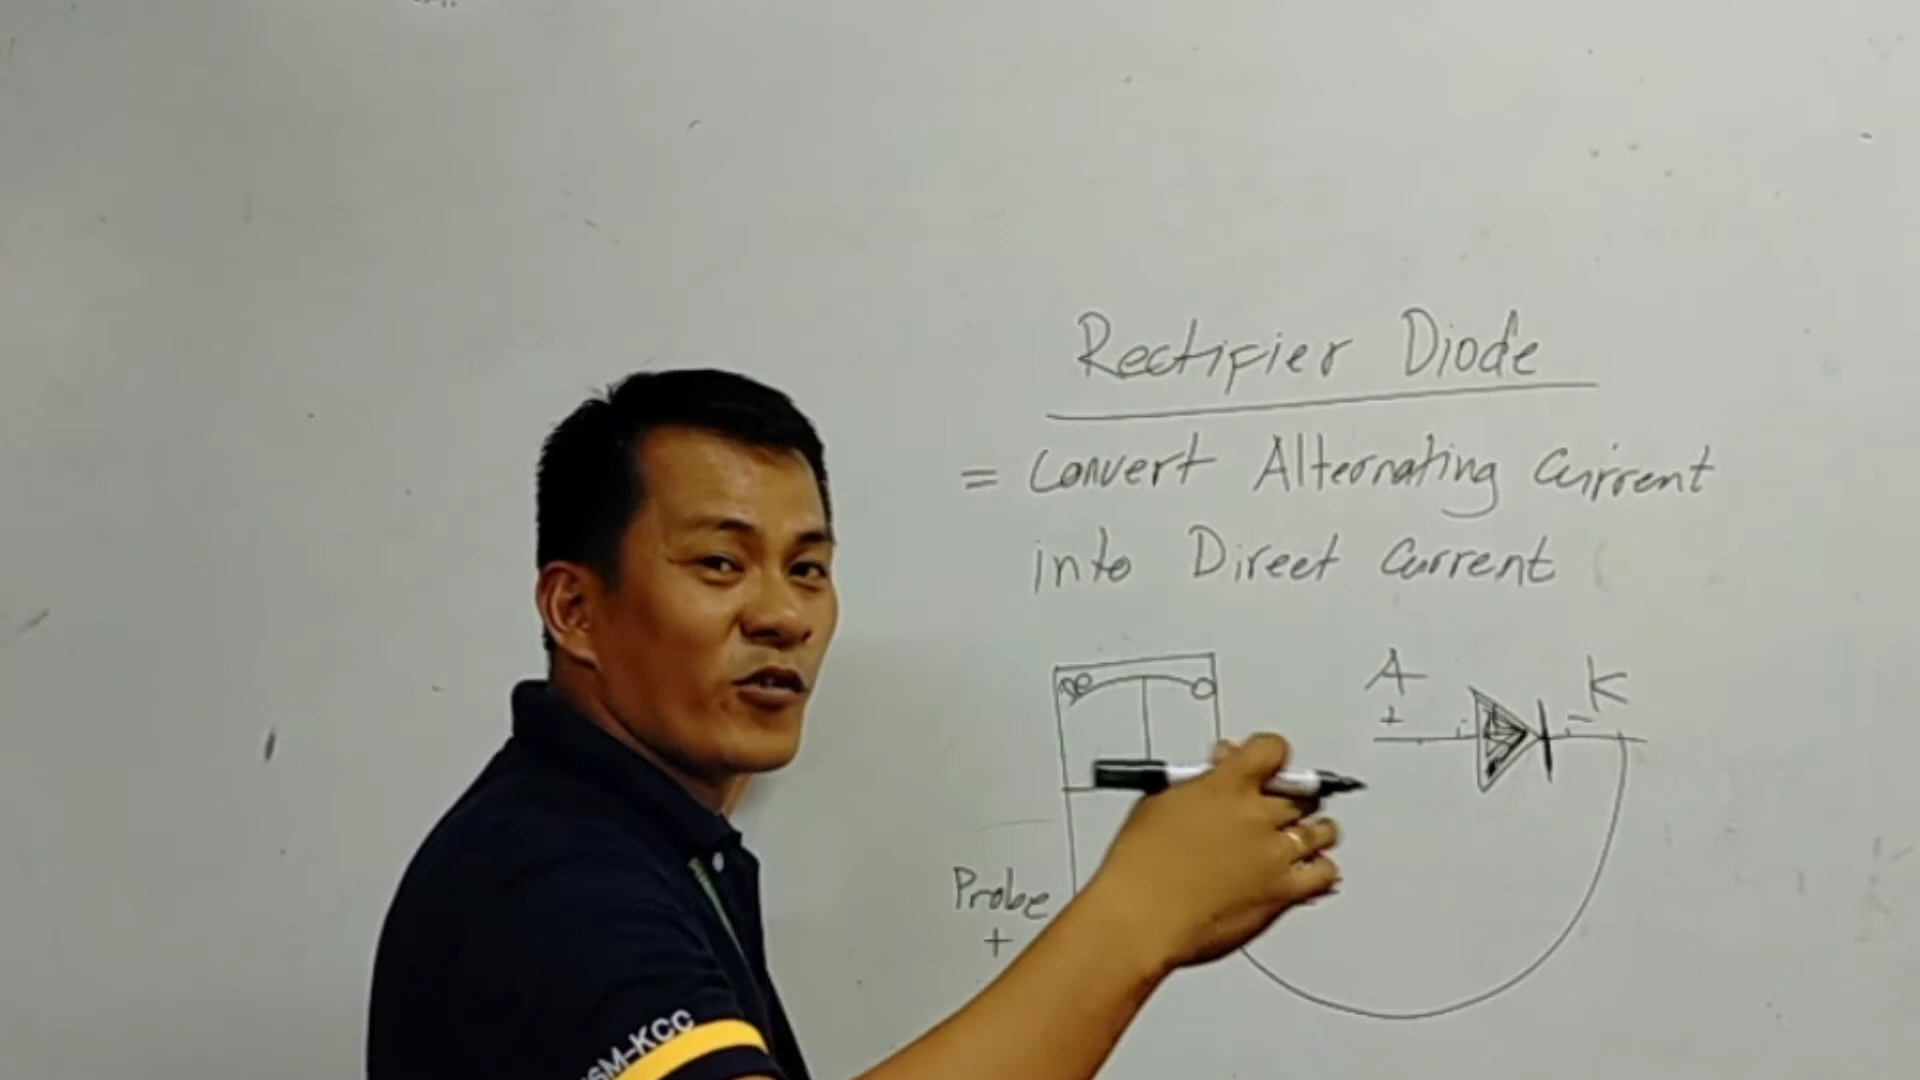 Rectifier Diode
= Convert Alternating Current
into Direct Current
A
+
K
-
Probe
+
SM-KCC